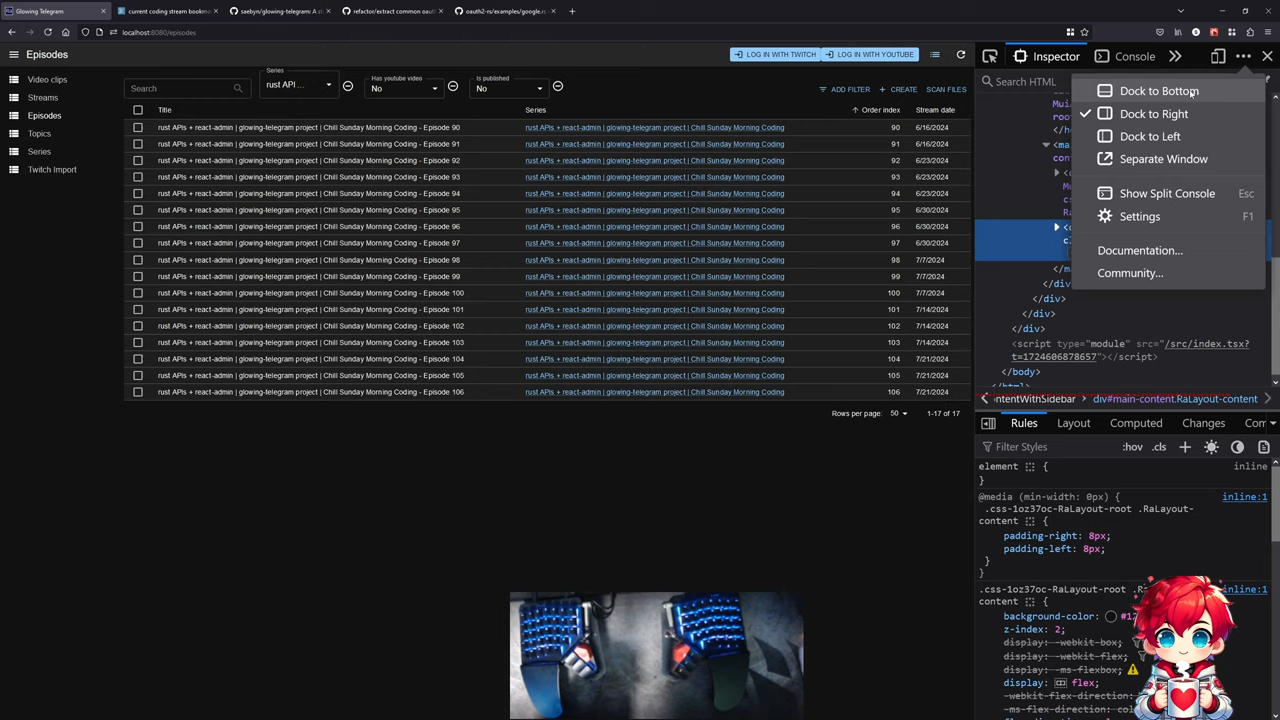 Glowing Telegram
current coding stream bookma
saebyn/glowing-telegram: A st
refactor/extract common oaut
oauth2-rs/examples/google.rs
localhost:8080/episodes
Episodes
LOG IN WITH TWITCH
LOG IN WITH YOUTUBE
Video clips
Streams
Episodes
Topics
Series
Twitch Import
Search
Series
rust API ...
Has youtube video
No
Is published
No
ADD FILTER
CREATE
SCAN FILES
Title
Series
Order index
Stream date
rust APIs + react-admin | glowing-telegram project | Chill Sunday Morning Coding - Episode 90
rust APIs + react-admin | glowing-telegram project | Chill Sunday Morning Coding
90
6/16/2024
rust APIs + react-admin | glowing-telegram project | Chill Sunday Morning Coding - Episode 91
rust APIs + react-admin | glowing-telegram project | Chill Sunday Morning Coding
91
6/16/2024
rust APIs + react-admin | glowing-telegram project | Chill Sunday Morning Coding - Episode 92
rust APIs + react-admin | glowing-telegram project | Chill Sunday Morning Coding
92
6/23/2024
rust APIs + react-admin | glowing-telegram project | Chill Sunday Morning Coding - Episode 93
rust APIs + react-admin | glowing-telegram project | Chill Sunday Morning Coding
93
6/23/2024
rust APIs + react-admin | glowing-telegram project | Chill Sunday Morning Coding - Episode 94
rust APIs + react-admin | glowing-telegram project | Chill Sunday Morning Coding
94
6/23/2024
rust APIs + react-admin | glowing-telegram project | Chill Sunday Morning Coding - Episode 95
rust APIs + react-admin | glowing-telegram project | Chill Sunday Morning Coding
95
6/30/2024
rust APIs + react-admin | glowing-telegram project | Chill Sunday Morning Coding - Episode 96
rust APIs + react-admin | glowing-telegram project | Chill Sunday Morning Coding
96
6/30/2024
rust APIs + react-admin | glowing-telegram project | Chill Sunday Morning Coding - Episode 97
rust APIs + react-admin | glowing-telegram project | Chill Sunday Morning Coding
97
6/30/2024
rust APIs + react-admin | glowing-telegram project | Chill Sunday Morning Coding - Episode 98
rust APIs + react-admin | glowing-telegram project | Chill Sunday Morning Coding
98
7/7/2024
rust APIs + react-admin | glowing-telegram project | Chill Sunday Morning Coding - Episode 99
rust APIs + react-admin | glowing-telegram project | Chill Sunday Morning Coding
99
7/7/2024
rust APIs + react-admin | glowing-telegram project | Chill Sunday Morning Coding - Episode 100
rust APIs + react-admin | glowing-telegram project | Chill Sunday Morning Coding
100
7/7/2024
rust APIs + react-admin | glowing-telegram project | Chill Sunday Morning Coding - Episode 101
rust APIs + react-admin | glowing-telegram project | Chill Sunday Morning Coding
101
7/14/2024
rust APIs + react-admin | glowing-telegram project | Chill Sunday Morning Coding - Episode 102
rust APIs + react-admin | glowing-telegram project | Chill Sunday Morning Coding
102
7/14/2024
rust APIs + react-admin | glowing-telegram project | Chill Sunday Morning Coding - Episode 103
rust APIs + react-admin | glowing-telegram project | Chill Sunday Morning Coding
103
7/14/2024
rust APIs + react-admin | glowing-telegram project | Chill Sunday Morning Coding - Episode 104
rust APIs + react-admin | glowing-telegram project | Chill Sunday Morning Coding
104
7/21/2024
rust APIs + react-admin | glowing-telegram project | Chill Sunday Morning Coding - Episode 105
rust APIs + react-admin | glowing-telegram project | Chill Sunday Morning Coding
105
7/21/2024
rust APIs + react-admin | glowing-telegram project | Chill Sunday Morning Coding - Episode 106
rust APIs + react-admin | glowing-telegram project | Chill Sunday Morning Coding
106
7/21/2024
Rows per page:
50
1-17 of 17
Inspector
Console
Search HTML
Dock to Bottom
Dock to Right
Dock to Left
Separate Window
Show Split Console
Esc
Settings
F1
Documentation...
Community...
Mui
root
</h
<ma
con
<
M
cs
Ra
<
c
</ma
</div>
</div>
</div>
<script type="module" src="/src/index.tsx?
t=1724606878657"></script>
</body>
</html>
ontentWithSidebar
div#main-content.RaLayout-content
Rules
Layout
Computed
Changes
Com
Filter Styles
:hov
.cls
element {
inline
}
@media (min-width: 0px) {
inline:1
.css-1oz37oc-RaLayout-root .RaLayout-
content {
padding-right: 8px;
padding-left: 8px;
}
}
.css-1oz37oc-RaLayout-root .R
inline:1
content {
background-color: #12
z-index: 2;
display: -webkit-box;
display: -webkit-flex;
display: -ms-flexbox;
display: flex;
-webkit-flex-direction:
-ms-flex-direction: col